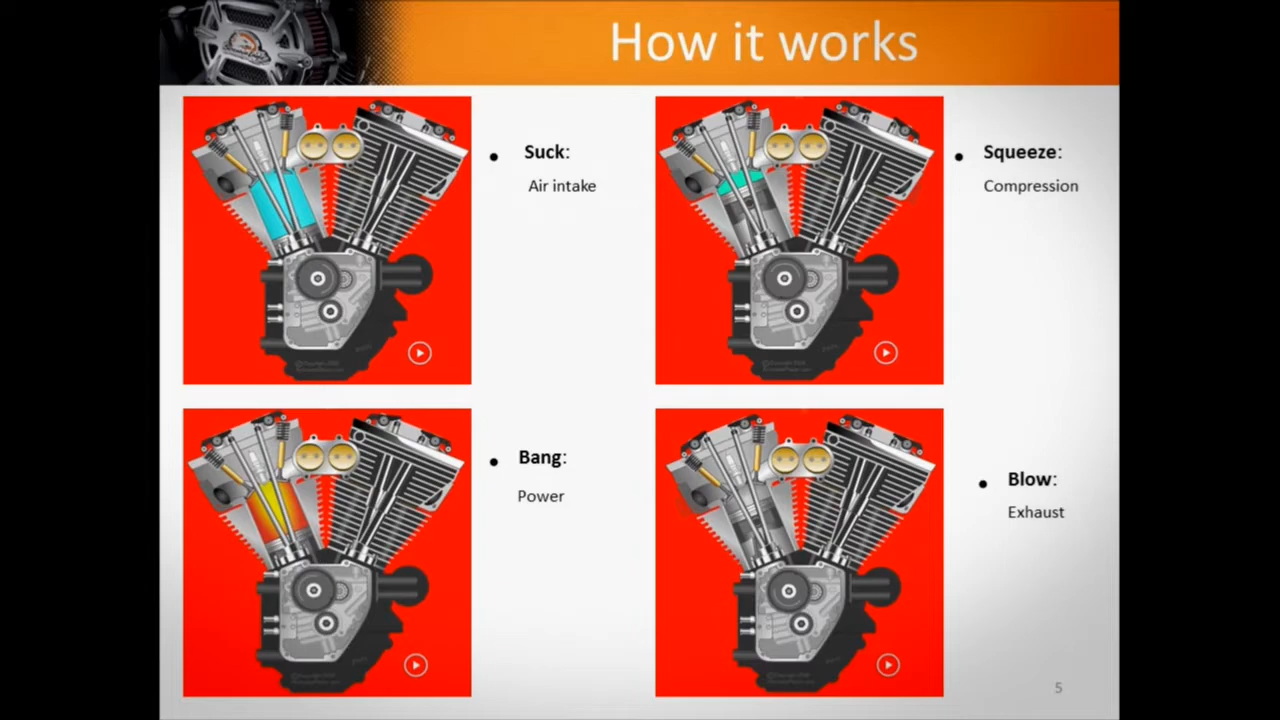 How it works
Suck:
Air intake
Squeeze:
Compression
Bang:
Power
Blow:
Exhaust
5